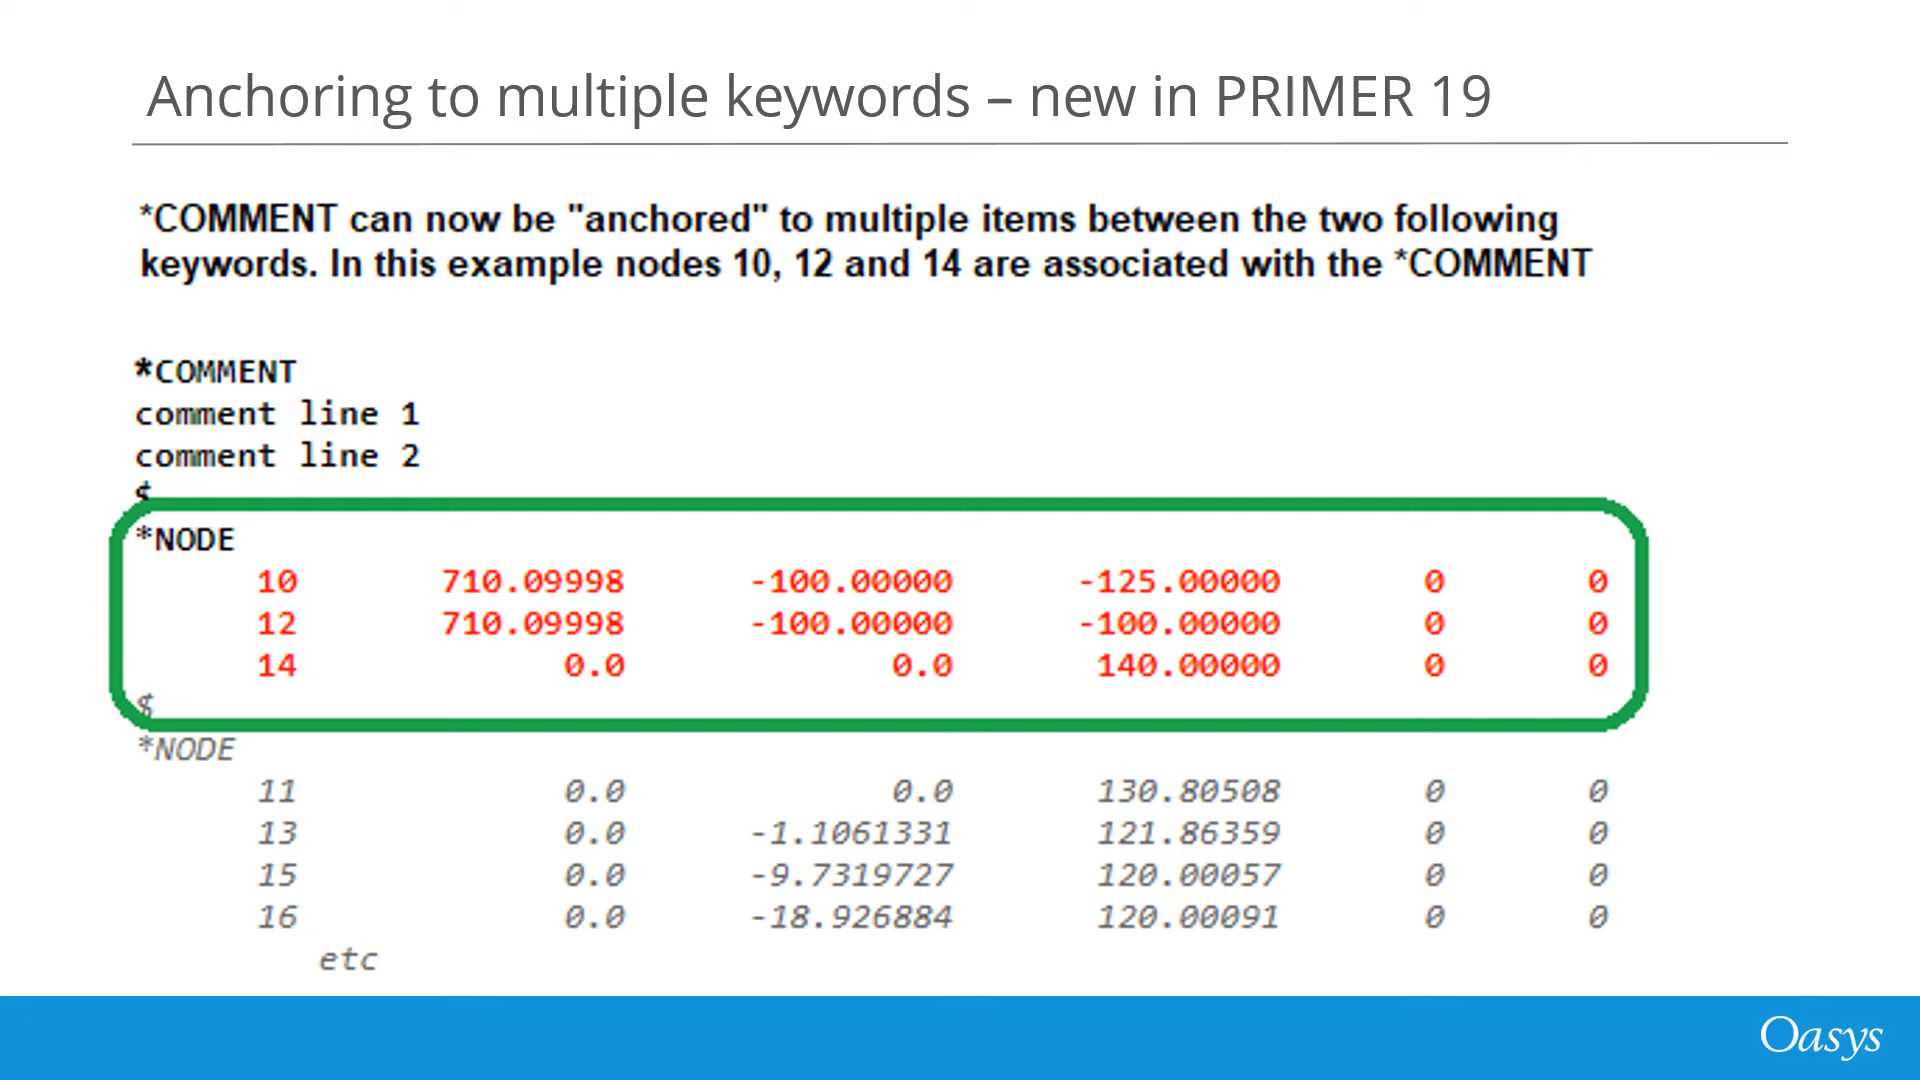 Anchoring to multiple keywords – new in PRIMER 19
*COMMENT can now be "anchored" to multiple items between the two following
keywords. In this example nodes 10, 12 and 14 are associated with the *COMMENT
*COMMENT
comment line 1
comment line 2
$
*NODE
10 710.09998 -100.00000 -125.00000 0 0
12 710.09998 -100.00000 -100.00000 0 0
14 0.0 0.0 140.00000 0 0
$
*NODE
11 0.0 0.0 130.80508 0 0
13 0.0 -1.1061331 121.86359 0 0
15 0.0 -9.7319727 120.00057 0 0
16 0.0 -18.926884 120.00091 0 0
etc
Oasys